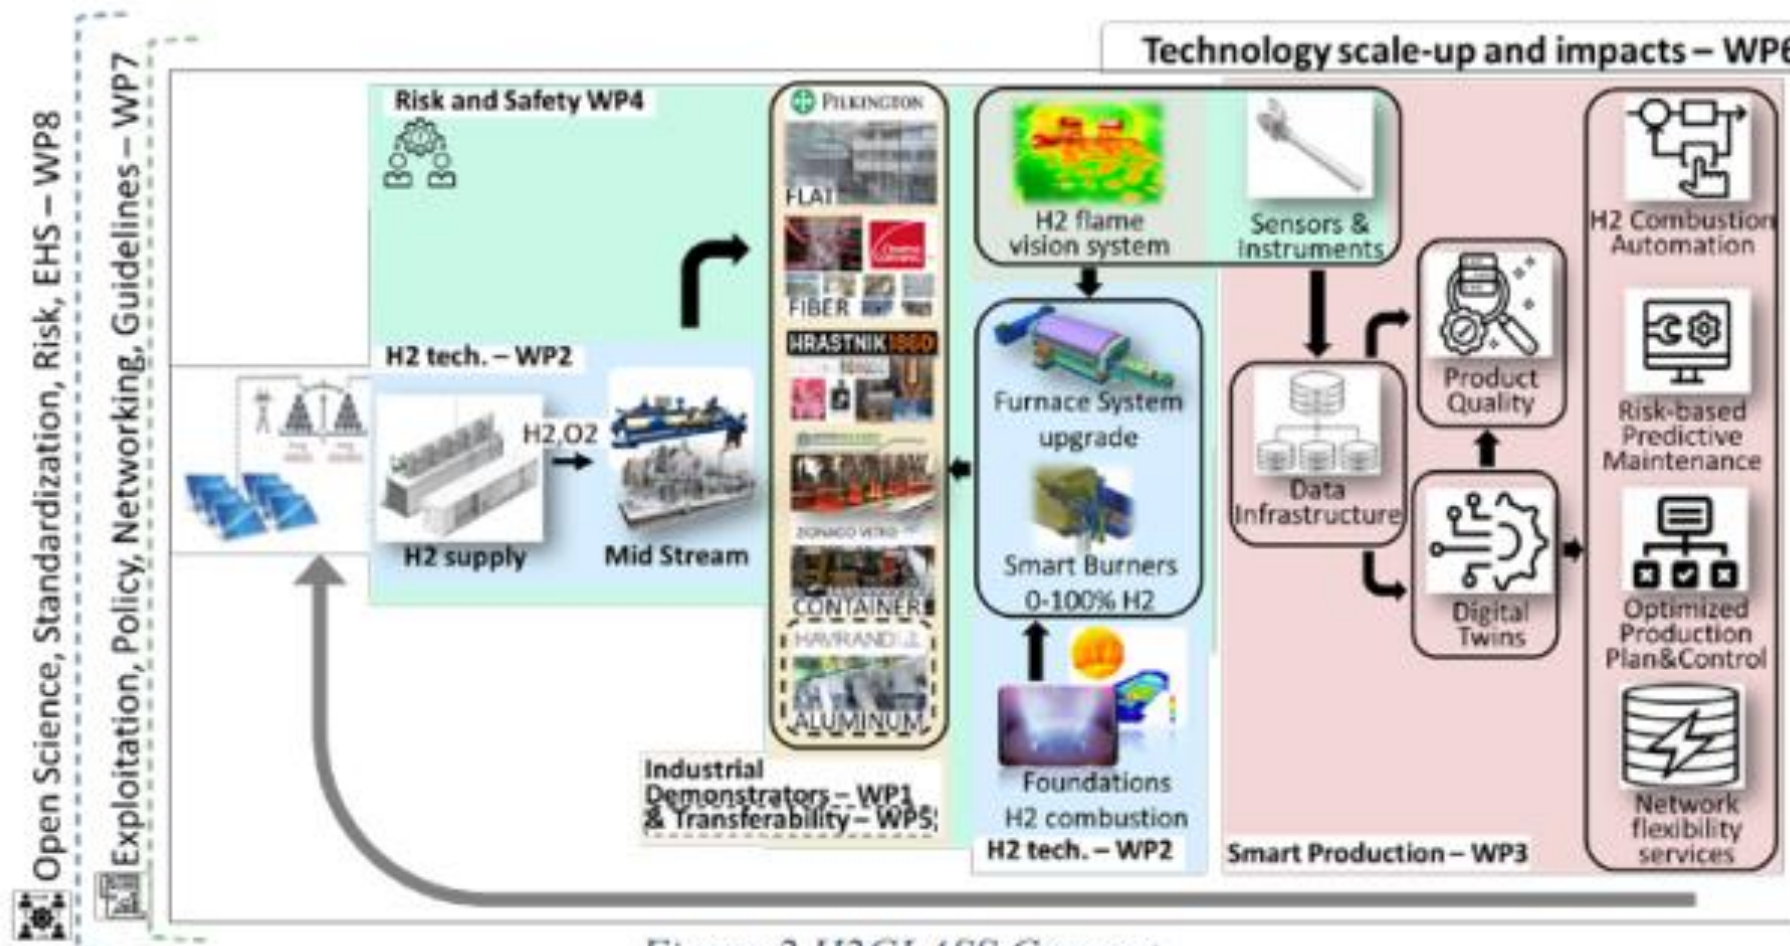 Open Science, Standardization, Risk, EHS – WP8
Exploitation, Policy, Networking, Guidelines – WP7
Technology scale-up and impacts – WP6
Risk and Safety WP4
H2 tech. – WP2
H2,O2
H2 supply
Mid Stream
PILKINGTON
FLAT
FIBER
HRASTNIK1860
CONTAINER
ALUMINUM
Industrial
Demonstrators – WP1
& Transferability – WP5
H2 flame
vision system
Sensors &
Instruments
Furnace System
upgrade
Smart Burners
0-100% H2
Foundations
H2 combustion
H2 tech. – WP2
Data
Infrastructure
Product
Quality
Digital
Twins
Smart Production – WP3
H2 Combustion
Automation
Risk-based
Predictive
Maintenance
Optimized
Production
Plan&Control
Network
flexibility
services